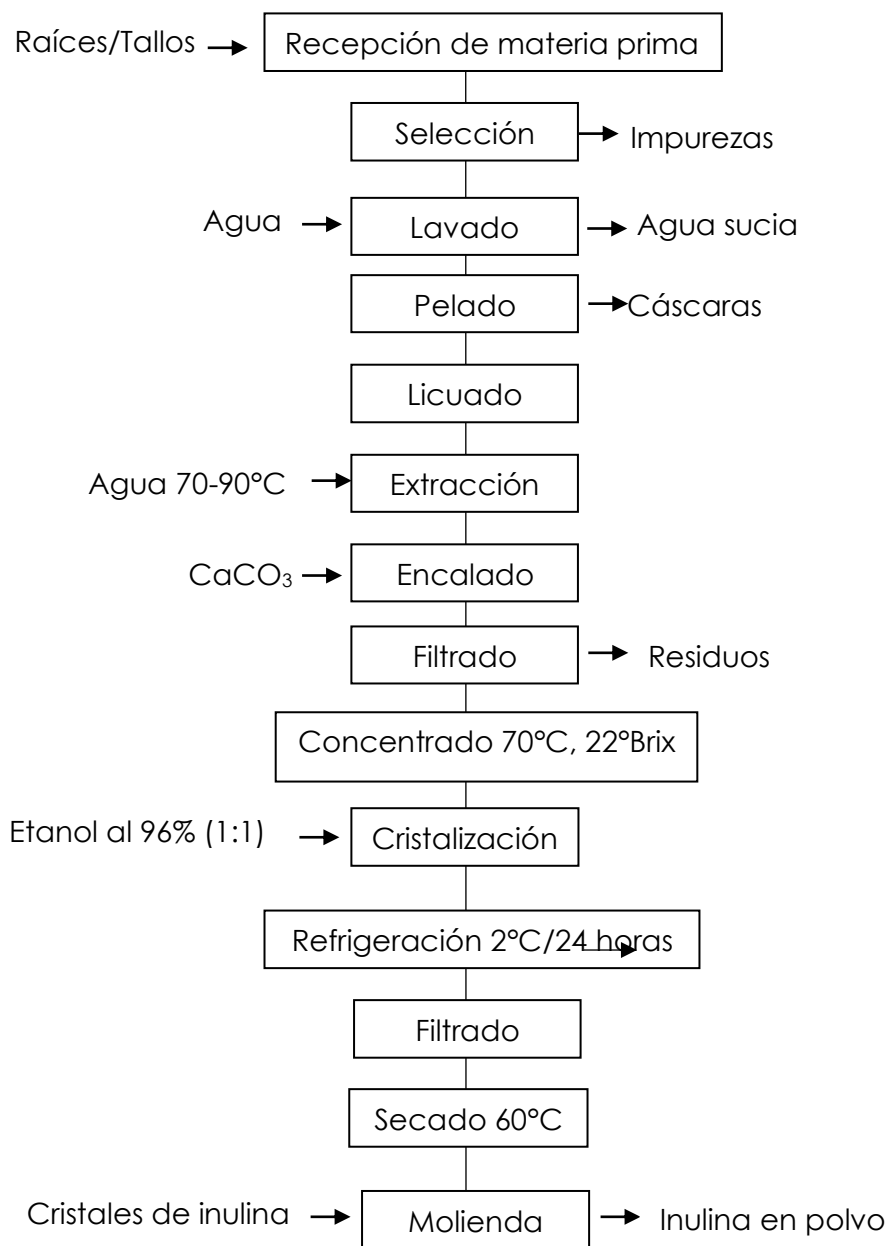 Raíces/Tallos
Recepción de materia prima
Selección
Impurezas
Agua
Lavado
Agua sucia
Pelado
Cáscaras
Licuado
Agua 70-90°C
Extracción
CaCO₃
Encalado
Filtrado
Residuos
Concentrado 70°C, 22°Brix
Etanol al 96% (1:1)
Cristalización
Refrigeración 2°C/24 horas
Filtrado
Secado 60°C
Cristales de inulina
Molienda
Inulina en polvo